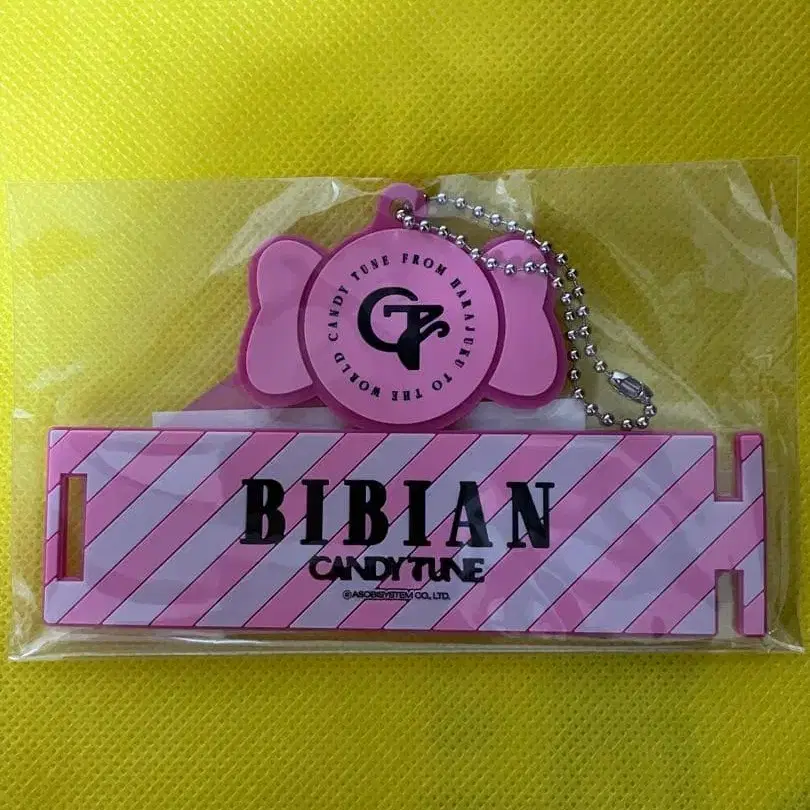 CANDY TUNE FROM HARAJUKU TO THE WORLD
CT
BIBIAN
CANDY TUNE
©ASOBISYSTEM CO., LTD.